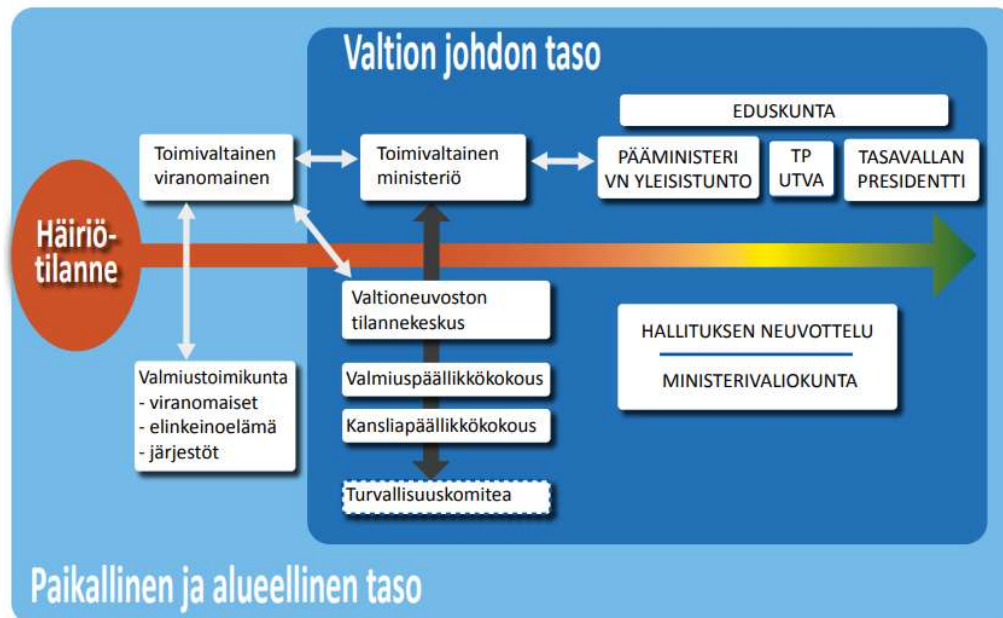 Valtion johdon taso
EDUSKUNTA
Toimivaltainen
viranomainen
Toimivaltainen
ministeriö
PÄÄMINISTERI
VN YLEISISTUNTO
TP
UTVA
TASAVALLAN
PRESIDENTTI
Häiriö-
tilanne
Valtioneuvoston
tilannekeskus
HALLITUKSEN NEUVOTTELU
MINISTERIVALIOKUNTA
Valmiustoimikunta
- viranomaiset
- elinkeinoelämä
- järjestöt
Valmiuspäällikkökokous
Kansliapäällikkökokous
Turvallisuuskomitea
Paikallinen ja alueellinen taso